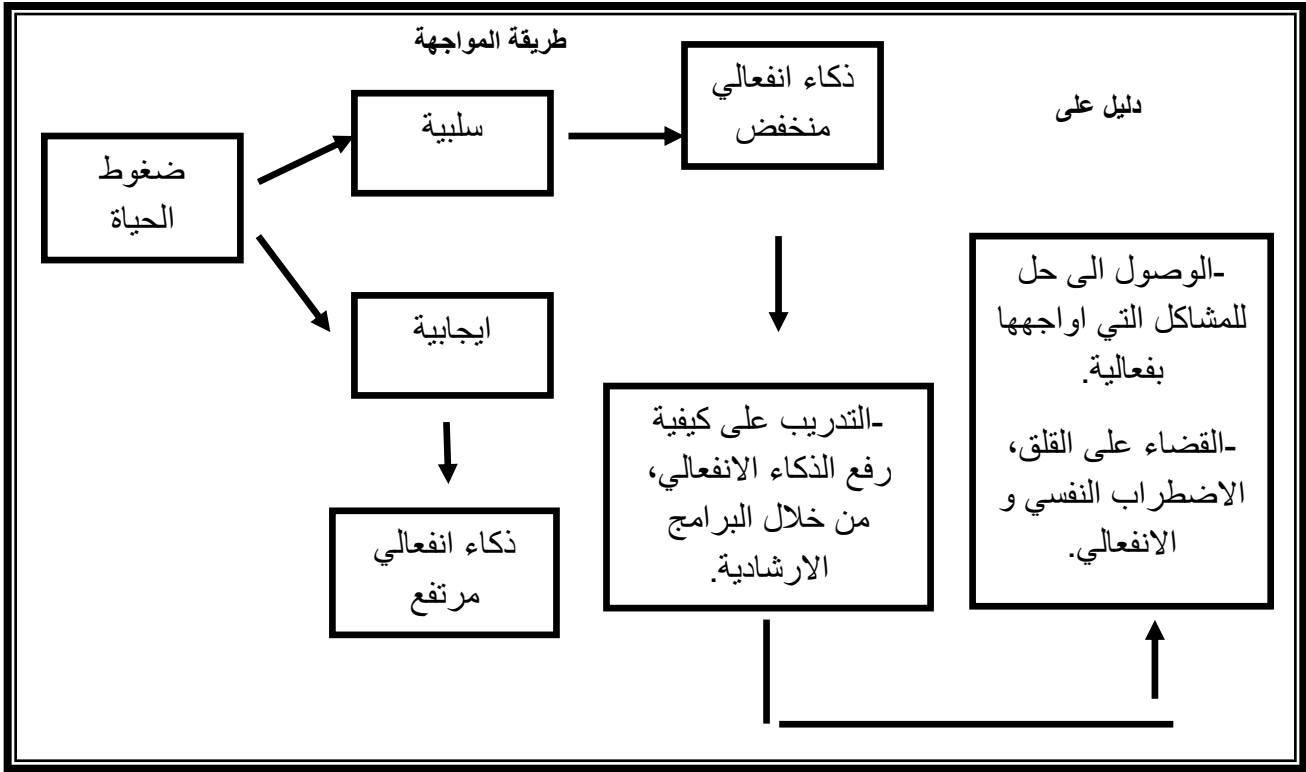 طريقة المواجهة
ذكاء انفعالي
منخفض
دليل على
سلبية
ضغوط
الحياة
ايجابية
-الوصول الى حل
للمشاكل التي اواجهها
بفعالية.
-القضاء على القلق،
الاضطراب النفسي و
الانفعالي.
-التدريب على كيفية
رفع الذكاء الانفعالي،
من خلال البرامج
الارشادية.
ذكاء انفعالي
مرتفع